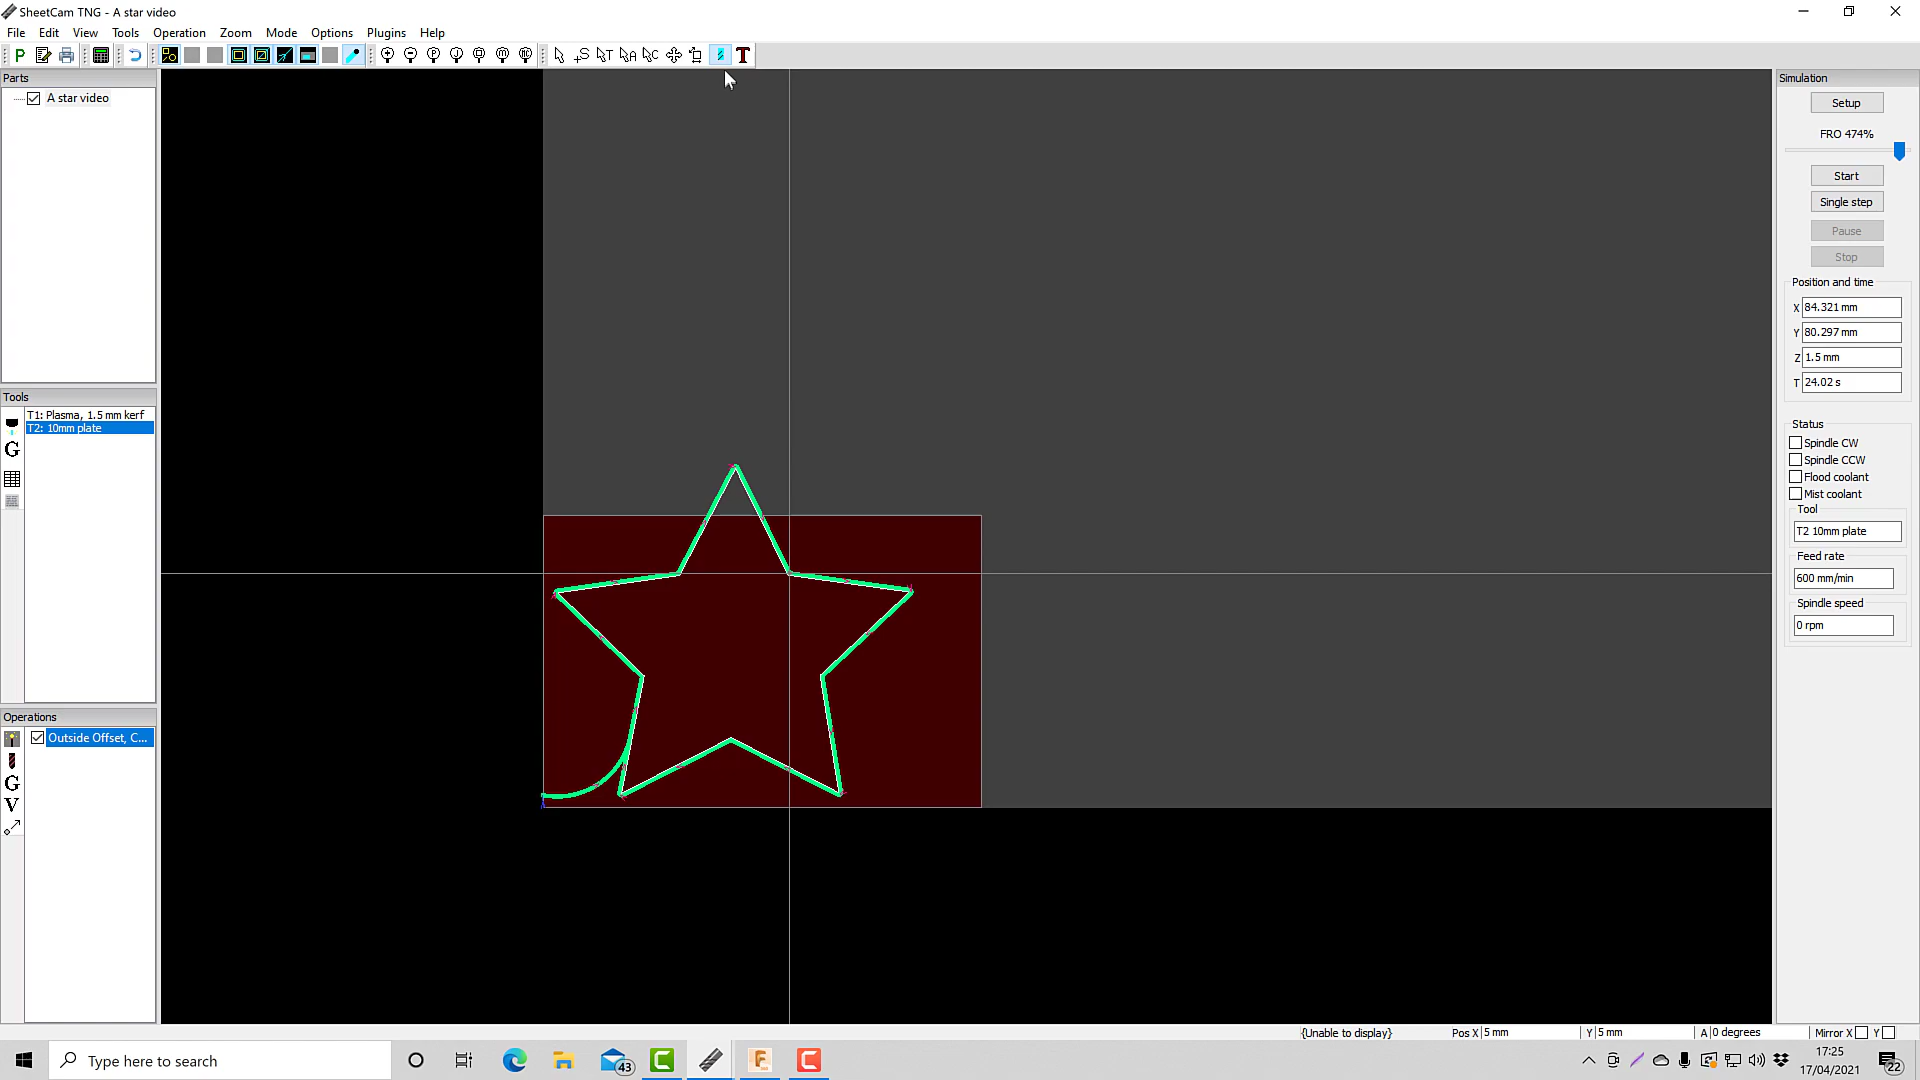 SheetCam TNG - A star video
File Edit View Tools Operation Zoom Mode Options Plugins Help
P S T A C T
Parts
A star video
Tools
T1: Plasma, 1.5 mm kerf
T2: 10mm plate
G
Operations
Outside Offset, C...
G
V
Simulation
Setup
FRO 474%
Start
Single step
Pause
Stop
Position and time
X 84.321 mm
Y 80.297 mm
Z 1.5 mm
T 24.02 s
Status
Spindle CW
Spindle CCW
Flood coolant
Mist coolant
Tool
T2 10mm plate
Feed rate
600 mm/min
Spindle speed
0 rpm
{Unable to display} Pos X 5 mm Y 5 mm A 0 degrees Mirror X Y
Type here to search
43
17:25
17/04/2021
22